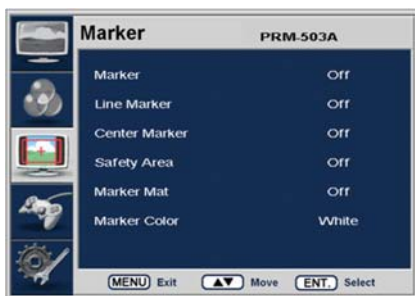 Marker PRM-503A
Marker Off
Line Marker Off
Center Marker Off
Safety Area Off
Marker Mat Off
Marker Color White
MENU Exit ▲▼ Move ENT. Select